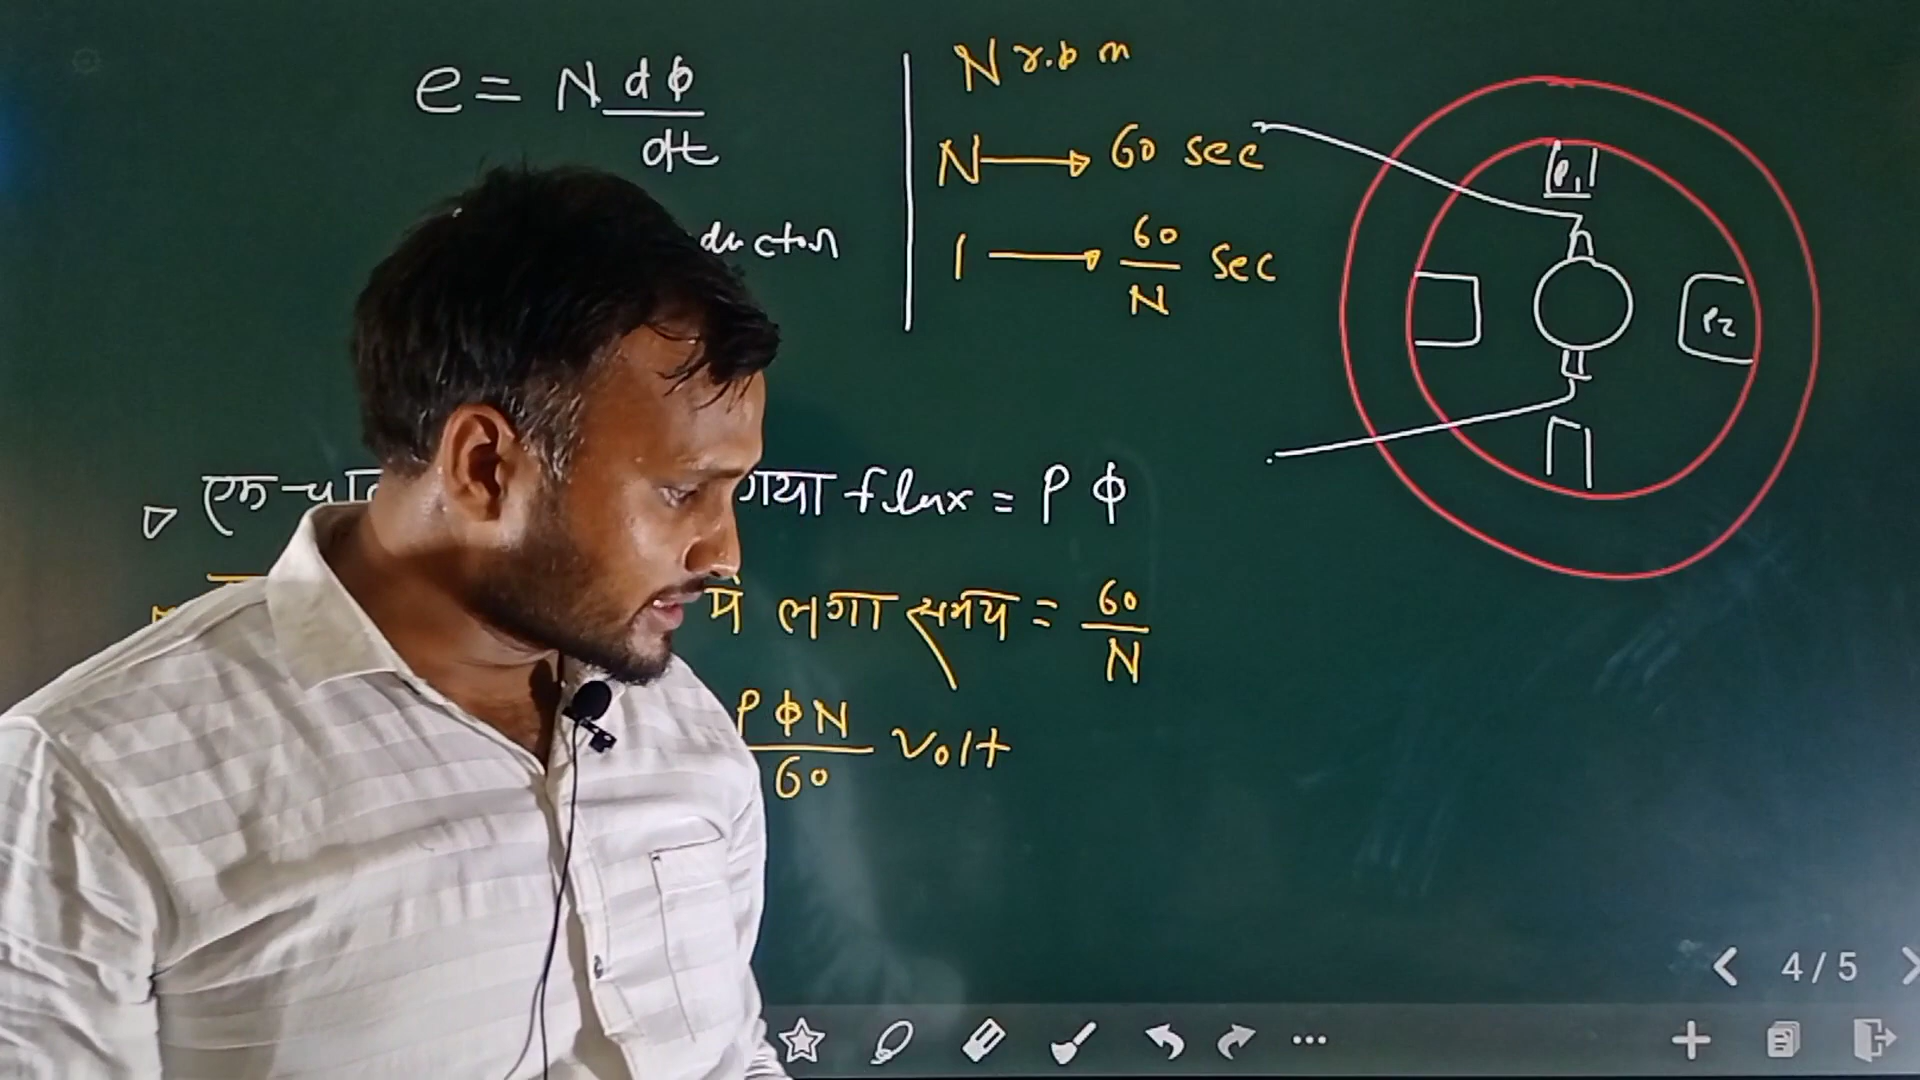 e = N dϕ/dt
N r.p m
N → 60 sec
1 → 60/N sec
ductor
P1
P2
एक गया flux = P ϕ
में लगा समय = 60/N
PϕN/60 Volt
4 / 5